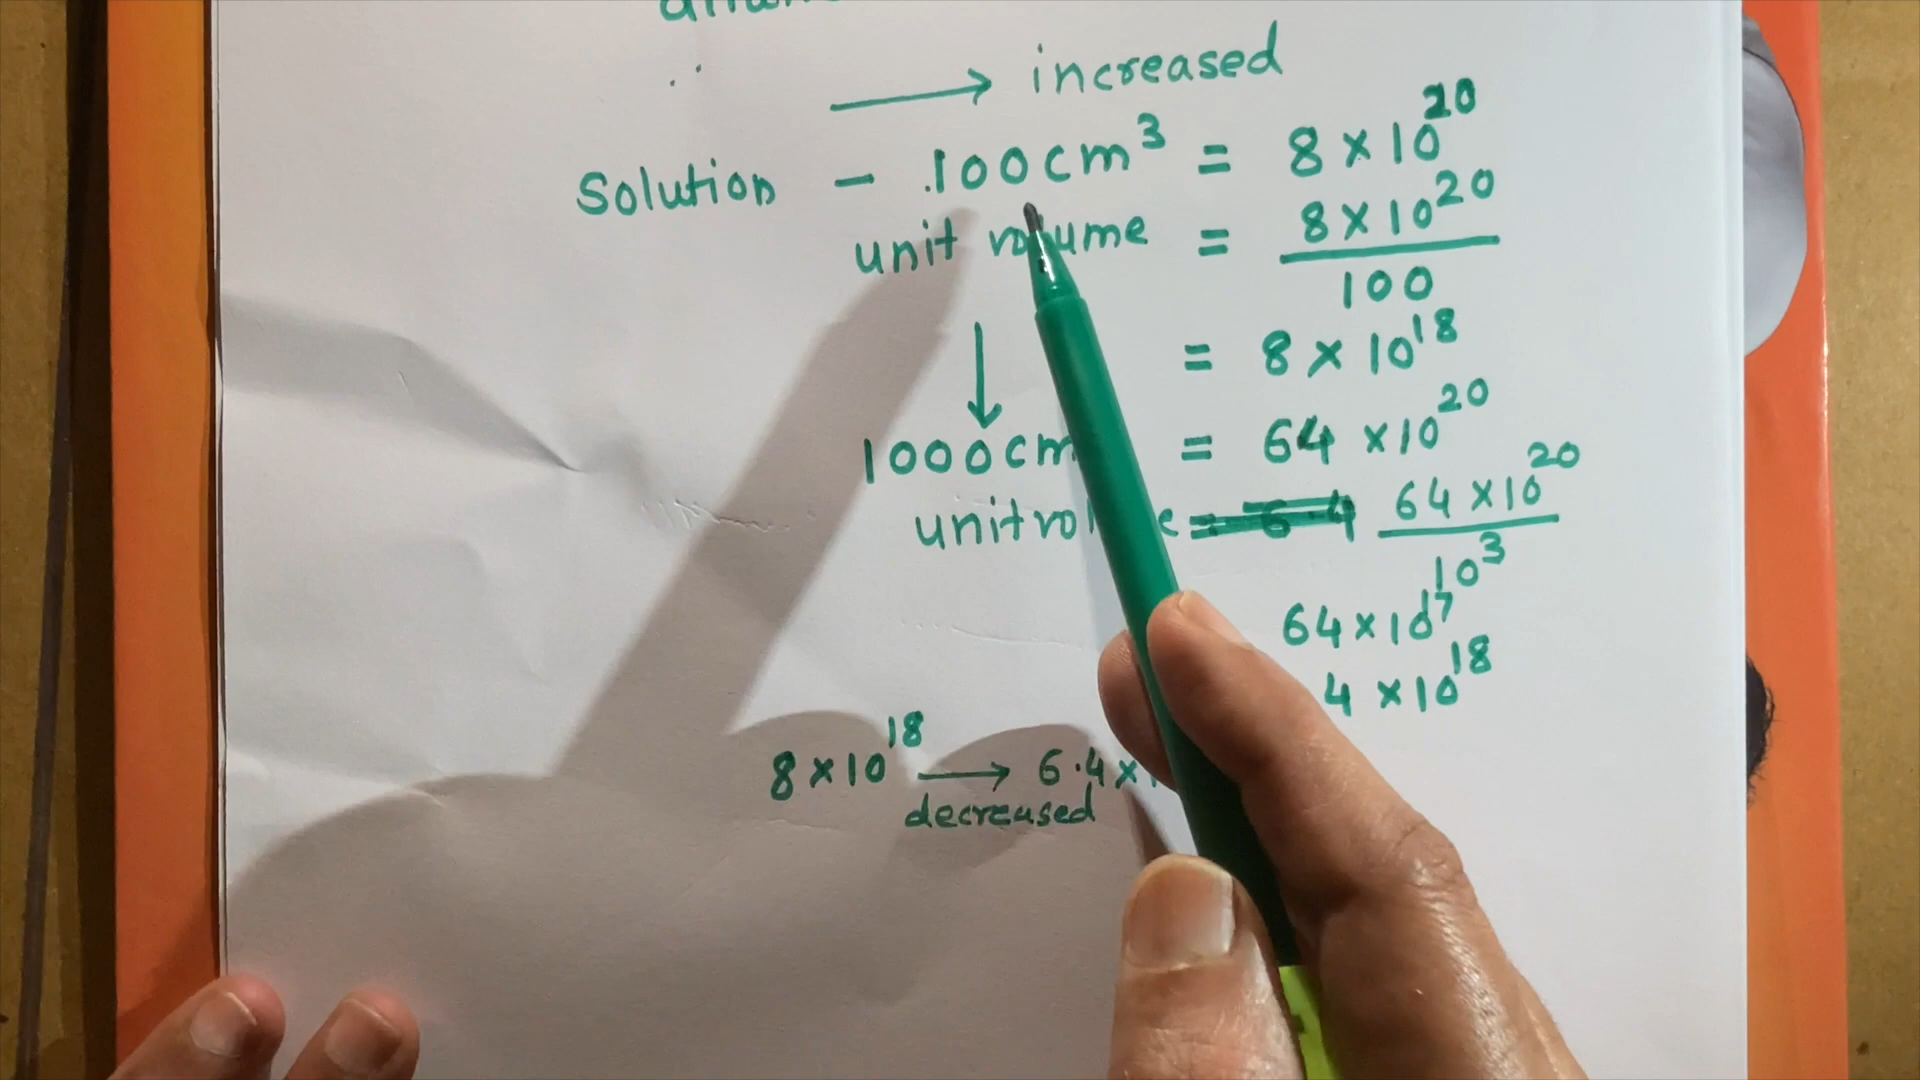 → increased
Solution - 100cm³ = 8 × 10²⁰
unit volume = 8 × 10²⁰
100
↓ = 8 × 10¹⁸
1000cm = 64 × 10²⁰
64 × 10²⁰
10³
64 × 10¹⁷
4 × 10¹⁸
8 × 10¹⁸ → 6.4 ×
decreased